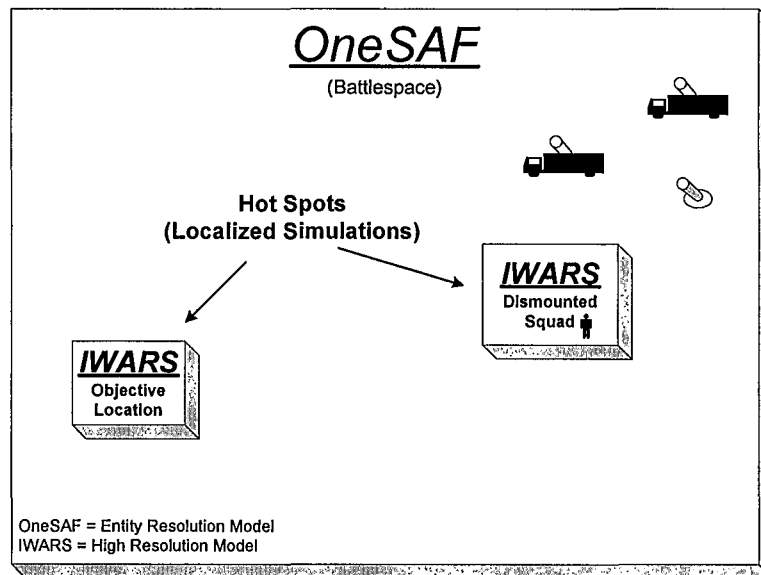 OneSAF
(Battlespace)
Hot Spots
(Localized Simulations)
IWARS
Dismounted
Squad
IWARS
Objective
Location
OneSAF = Entity Resolution Model
IWARS = High Resolution Model